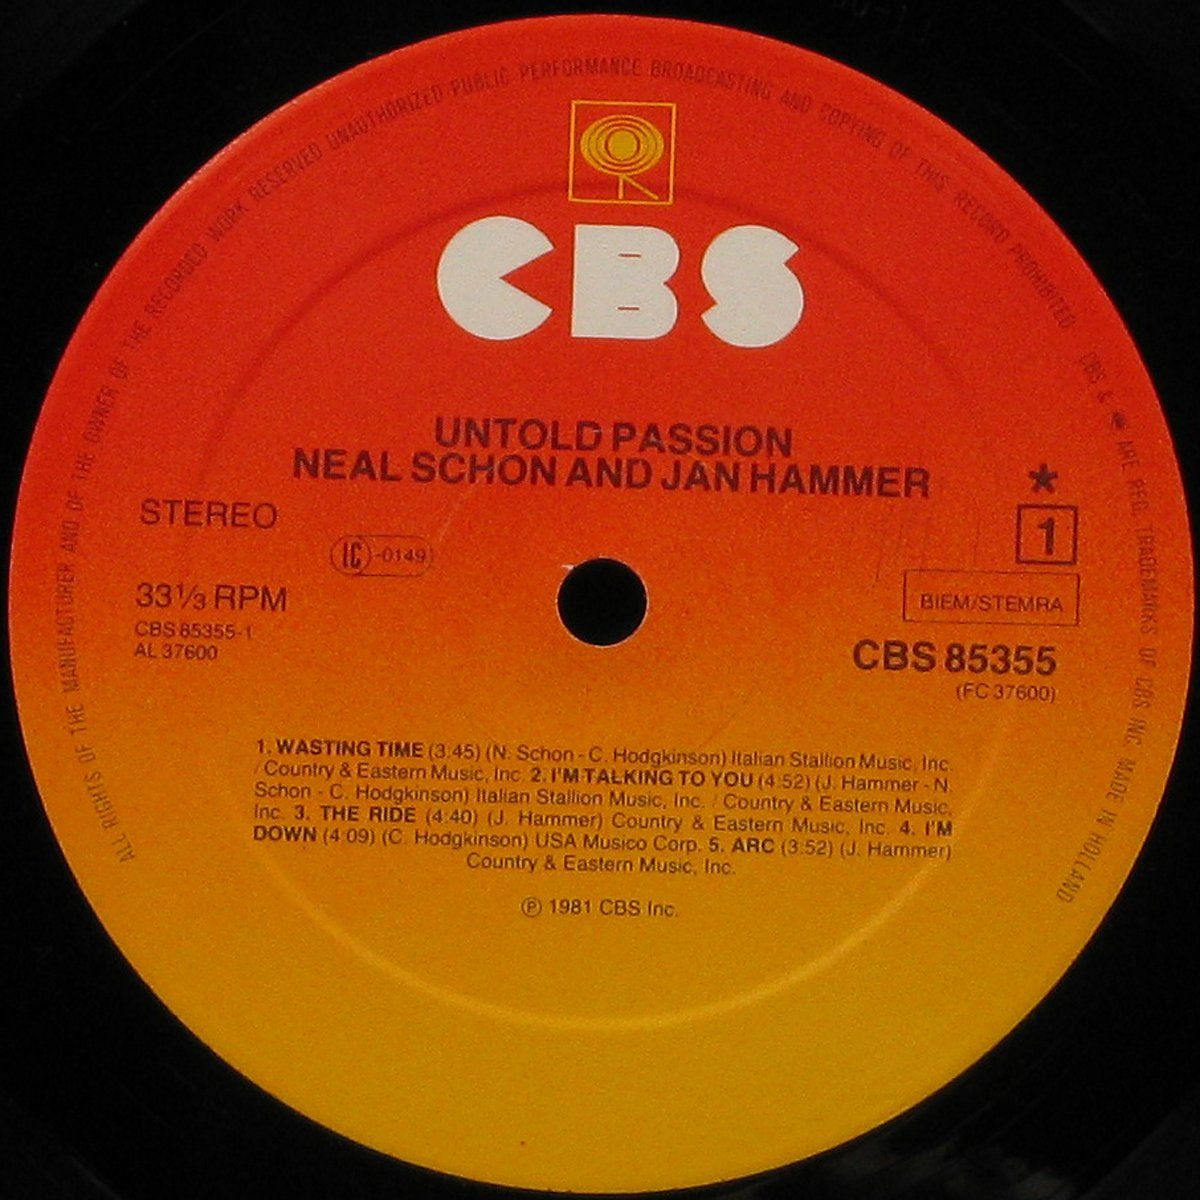 ALL RIGHTS OF THE MANUFACTURER AND OF THE OWNER OF THE RECORDED WORK RESERVED UNAUTHORIZED PUBLIC PERFORMANCE BROADCASTING AND COPYING OF THIS RECORD PROHIBITED CBS & ARE REG. TRADEMARKS OF CBS INC. MADE IN HOLLAND
CBS
UNTOLD PASSION
NEAL SCHON AND JAN HAMMER
STEREO
★
1
IC -0149
33⅓ RPM
BIEM/STEMRA
CBS 85355-1
AL 37600
CBS 85355
(FC 37600)
1. WASTING TIME (3:45) (N. Schon - C. Hodgkinson) Italian Stallion Music, Inc.
/ Country & Eastern Music, Inc. 2. I'M TALKING TO YOU (4:52) (J. Hammer - N.
Schon - C. Hodgkinson) Italian Stallion Music, Inc. / Country & Eastern Music,
Inc. 3. THE RIDE (4:40) (J. Hammer) Country & Eastern Music, Inc. 4. I'M
DOWN (4:09) (C. Hodgkinson) USA Musico Corp. 5. ARC (3:52) (J. Hammer)
Country & Eastern Music, Inc.
℗ 1981 CBS Inc.